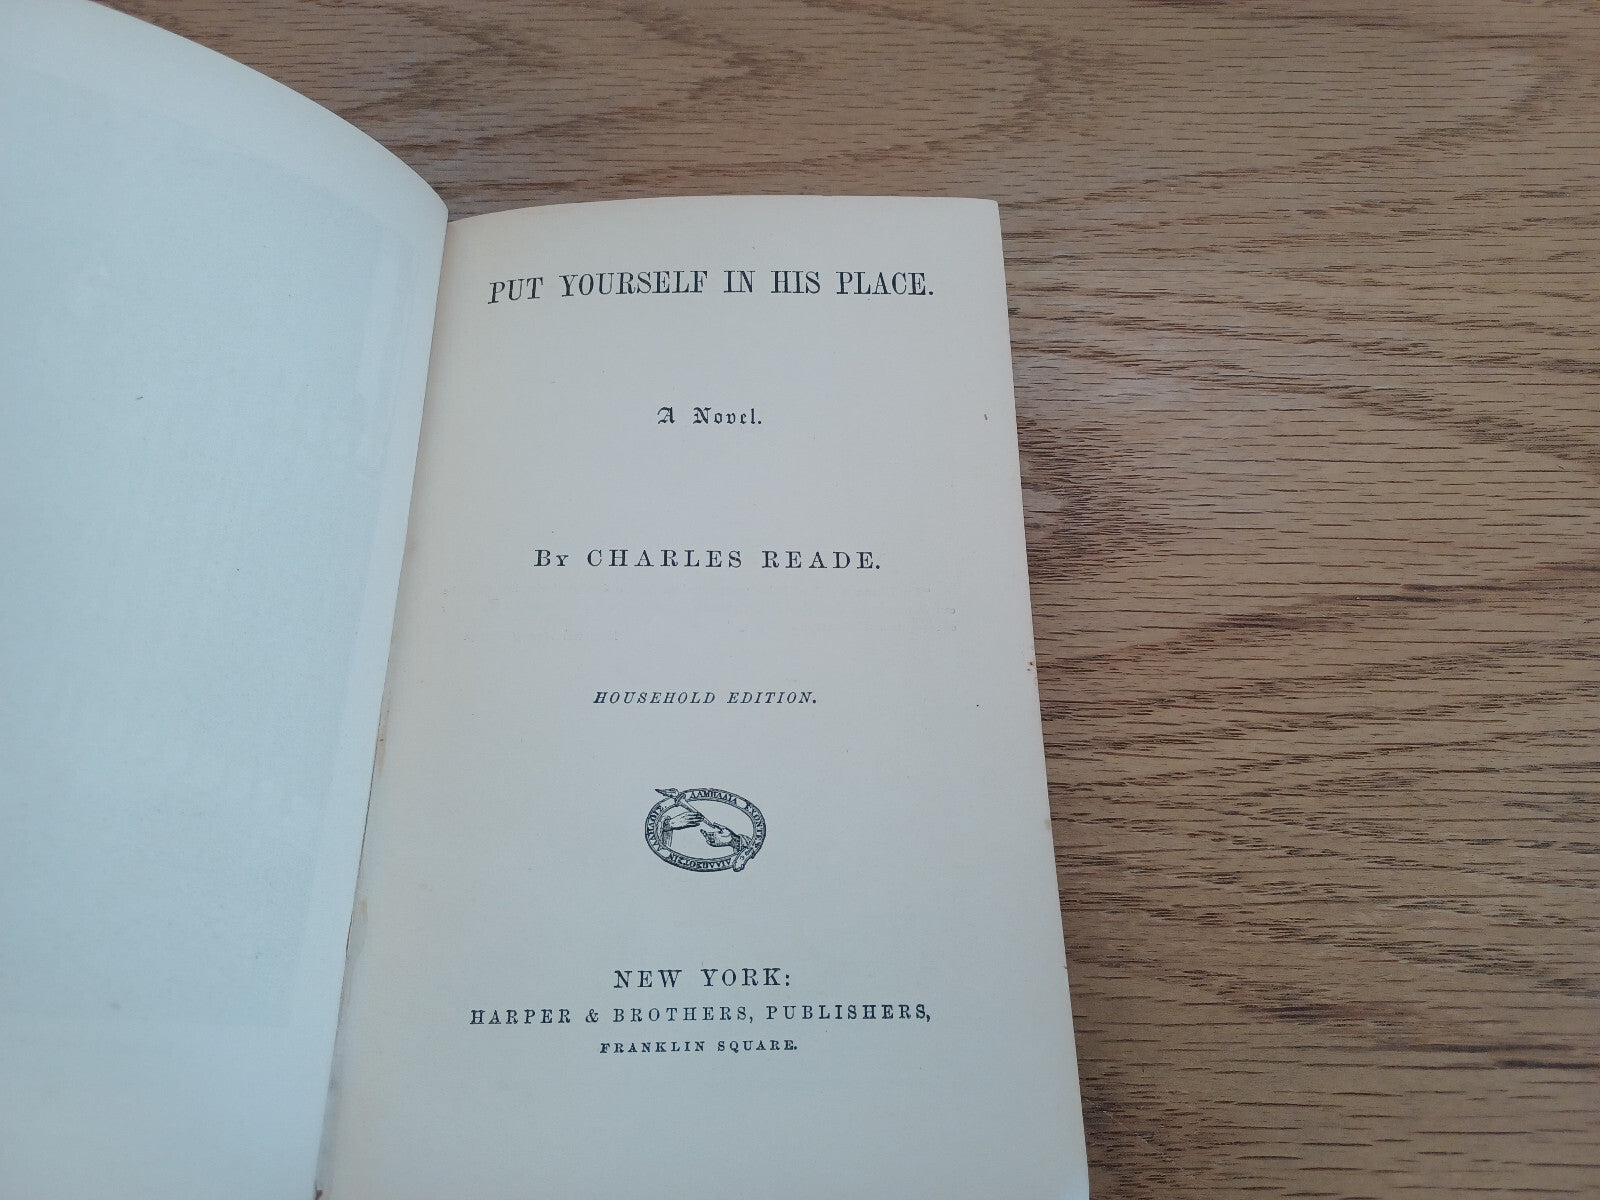 PUT YOURSELF IN HIS PLACE.
A Novel.
By CHARLES READE.
HOUSEHOLD EDITION.
NEW YORK:
HARPER & BROTHERS, PUBLISHERS,
FRANKLIN SQUARE.